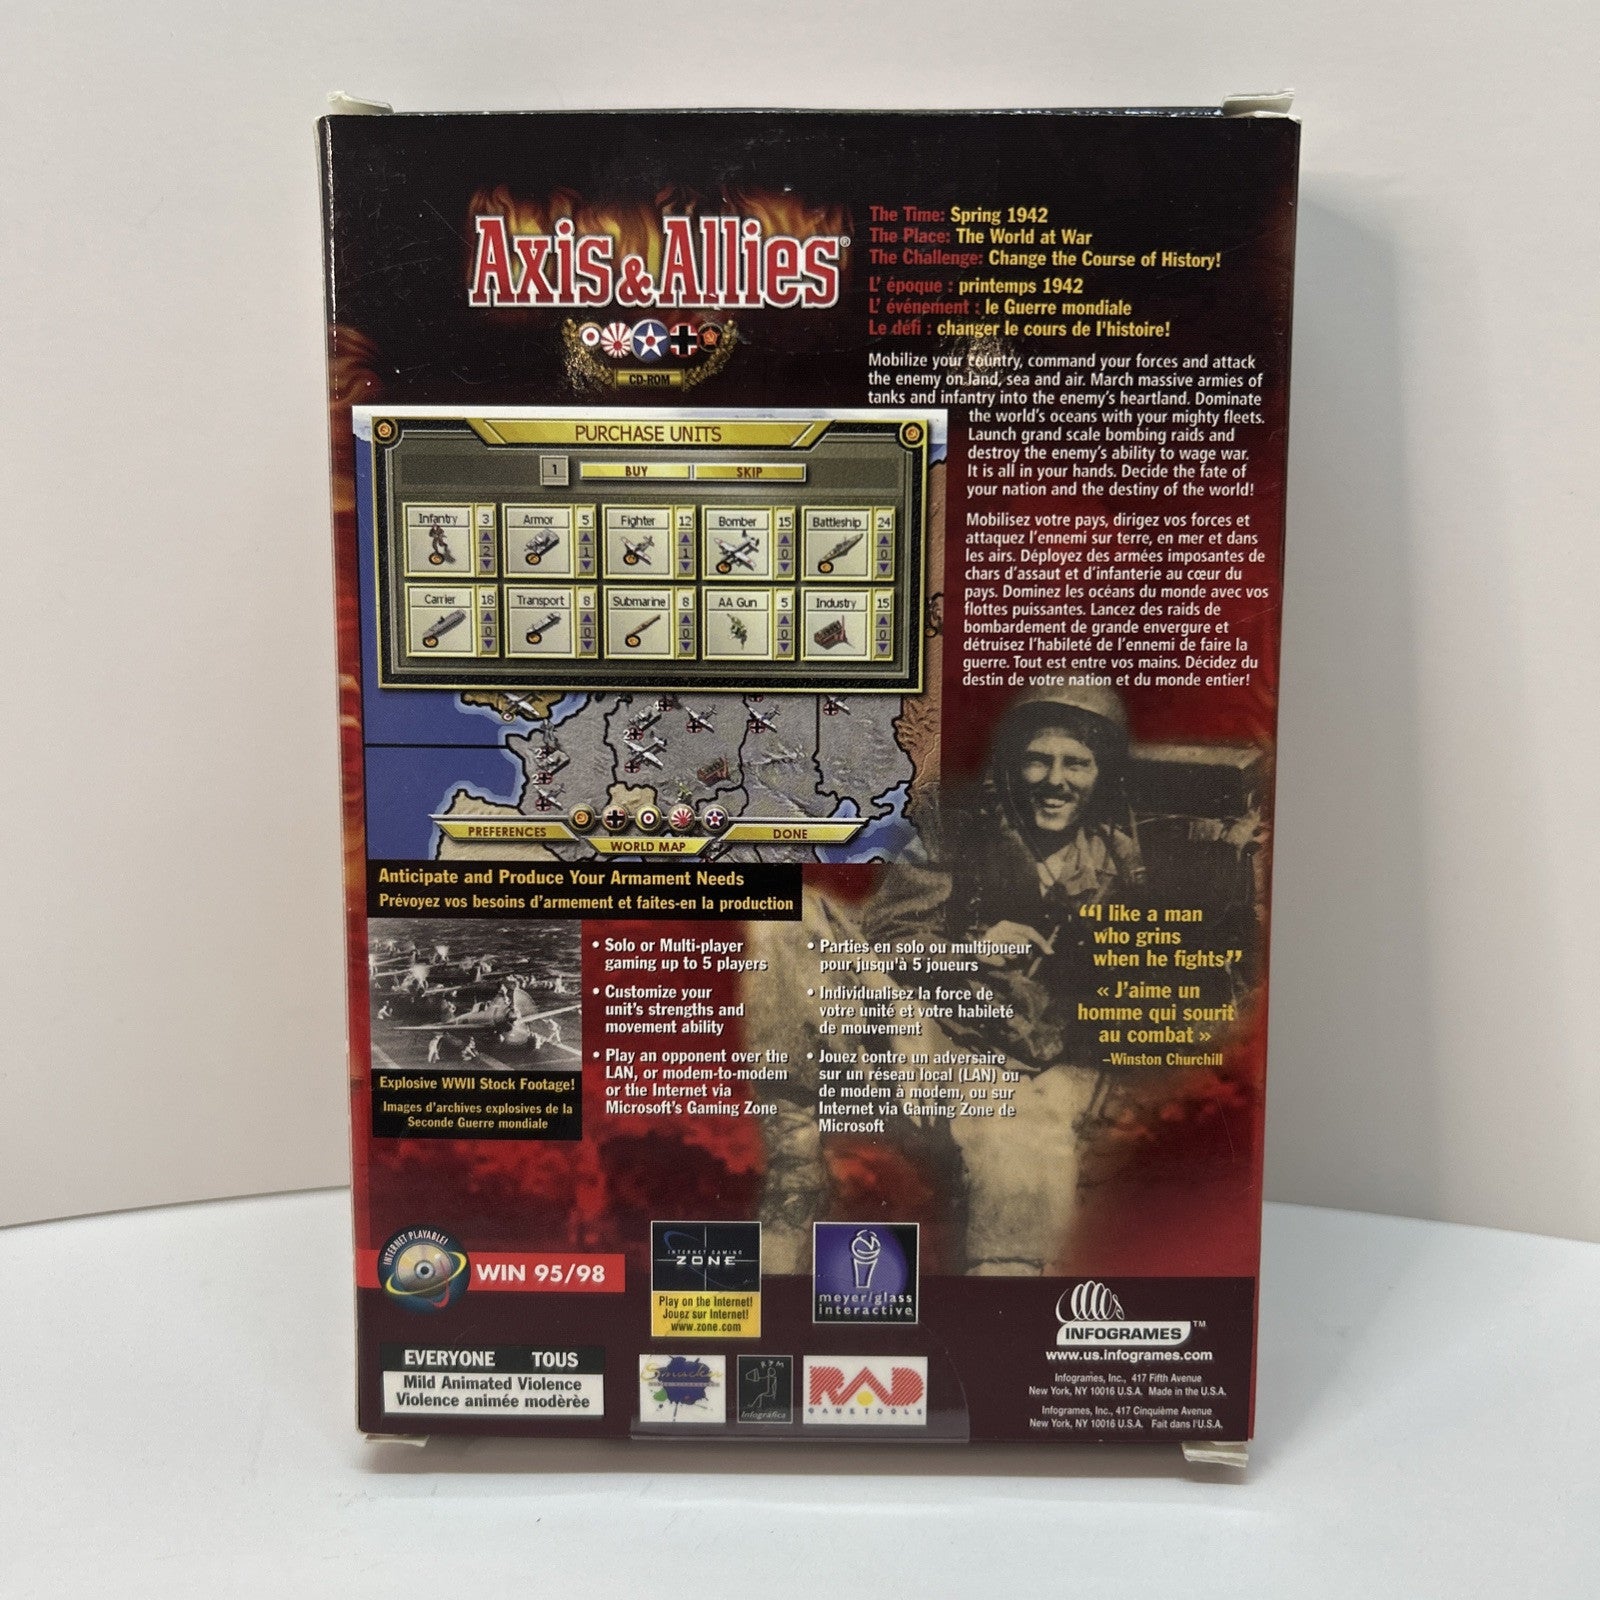 Axis & Allies®
CD-ROM
The Time: Spring 1942
The Place: The World at War
The Challenge: Change the Course of History!
L' époque : printemps 1942
L' événement : le Guerre mondiale
Le défi : changer le cours de l'histoire!
Mobilize your country, command your forces and attack
the enemy on land, sea and air. March massive armies of
tanks and infantry into the enemy's heartland. Dominate
the world's oceans with your mighty fleets.
Launch grand scale bombing raids and
destroy the enemy's ability to wage war.
It is all in your hands. Decide the fate of
your nation and the destiny of the world!
Mobilisez votre pays, dirigez vos forces et
attaquez l'ennemi sur terre, en mer et dans
les airs. Déployez des armées imposantes de
chars d'assaut et d'infanterie au cœur du
pays. Dominez les océans du monde avec vos
flottes puissantes. Lancez des raids de
bombardement de grande envergure et
détruisez l'habileté de l'ennemi de faire la
guerre. Tout est entre vos mains. Décidez du
destin de votre nation et du monde entier!
PURCHASE UNITS
1 BUY SKIP
Infantry 3 Armor 5 Fighter 12 Bomber 15 Battleship 24
2 1 1 0 0
Carrier 18 Transport 8 Submarine 8 AA Gun 5 Industry 15
0 0 0 0 0
PREFERENCES
WORLD MAP
DONE
Anticipate and Produce Your Armament Needs
Prévoyez vos besoins d'armement et faites-en la production
Explosive WWII Stock Footage!
Images d'archives explosives de la
Seconde Guerre mondiale
• Solo or Multi-player
gaming up to 5 players
• Customize your
unit's strengths and
movement ability
• Play an opponent over the
LAN, or modem-to-modem
or the Internet via
Microsoft's Gaming Zone
• Parties en solo ou multijoueur
pour jusqu'à 5 joueurs
• Individualisez la force de
votre unité et votre habileté
de mouvement
• Jouez contre un adversaire
sur un réseau local (LAN) ou
de modem à modem, ou sur
Internet via Gaming Zone de
Microsoft
“I like a man
who grins
when he fights”
« J'aime un
homme qui sourit
au combat »
–Winston Churchill
INTERNET PLAYABLE!
WIN 95/98
INTERNET GAMING
ZONE
Play on the Internet!
Jouez sur Internet!
www.zone.com
meyer/glass
interactive
INFOGRAMES™
www.us.infogrames.com
Infogrames, Inc., 417 Fifth Avenue
New York, NY 10016 U.S.A. Made in the U.S.A.
Infogrames, Inc., 417 Cinquième Avenue
New York, NY 10016 U.S.A. Fait dans l'U.S.A.
EVERYONE TOUS
Mild Animated Violence
Violence animée modèrèe
Smacker
RYM
Infográfica
RAD
GAME TOOLS